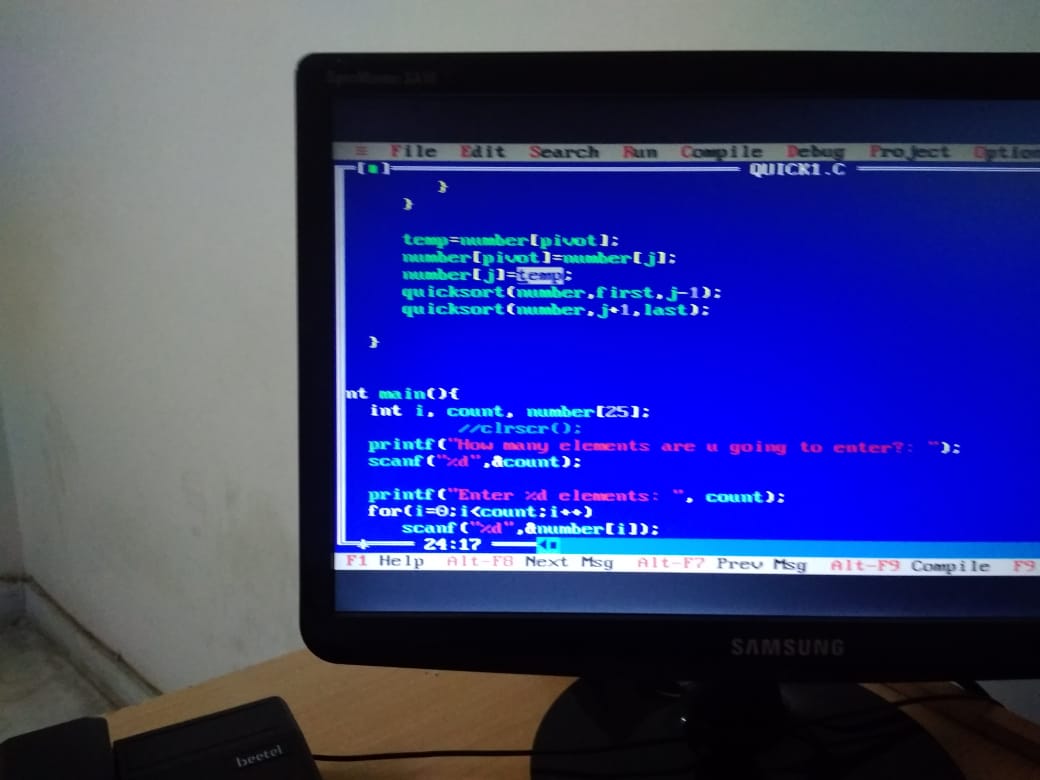 SyncMaster
≡ File Edit Search Run Compile Debug Project Optio
[■] QUICK1.C
}
}
temp=number[pivot];
number[pivot]=number[j];
number[j]=temp;
quicksort(number,first,j-1);
quicksort(number,j+1,last);
}
nt main(){
int i, count, number[25];
//clrscr();
printf("How many elements are u going to enter?: ");
scanf("%d",&count);
printf("Enter %d elements: ", count);
for(i=0;i<count;i++)
scanf("%d",&number[i]);
* 24:17
F1 Help Alt-F8 Next Msg Alt-F7 Prev Msg Alt-F9 Compile F9
SAMSUNG
beetel